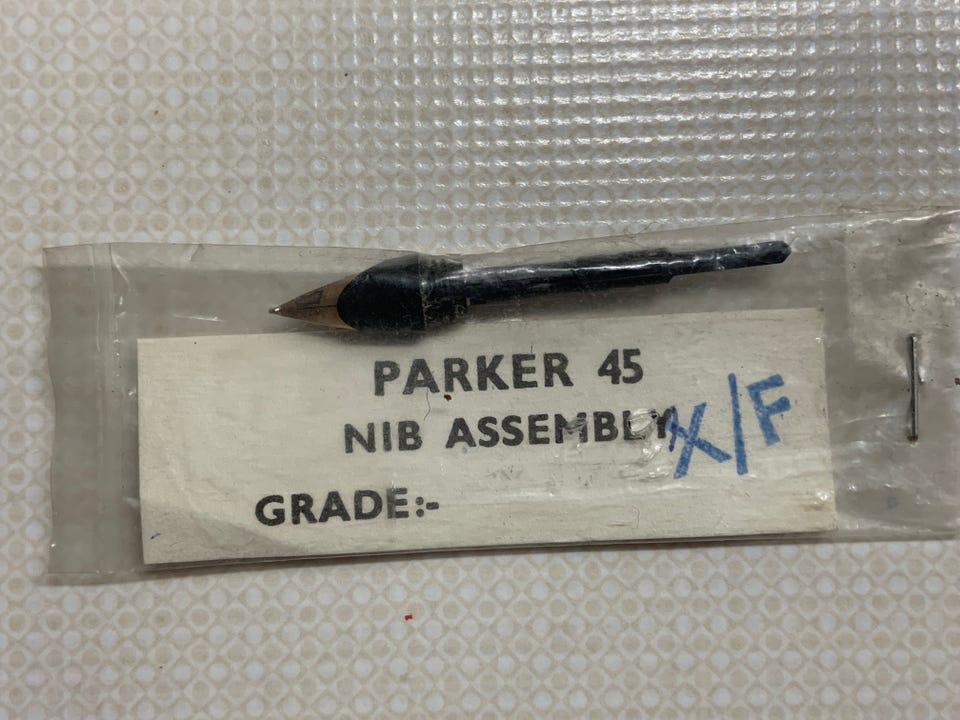 PARKER 45
NIB ASSEMBLY X/F
GRADE:-